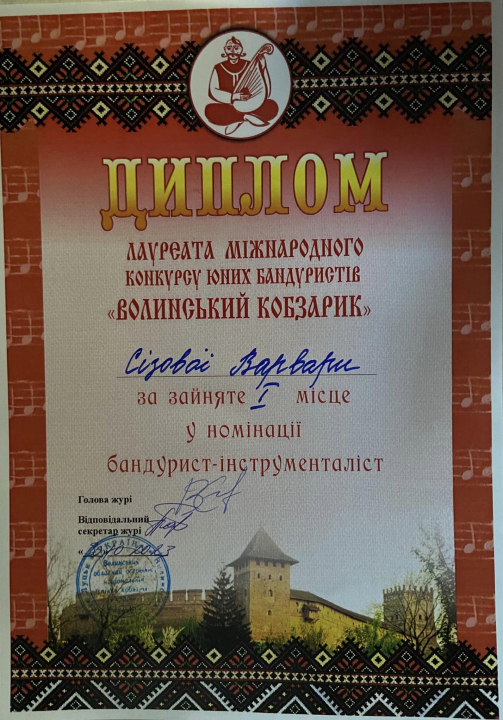 ДИПЛОМ
ЛАУРЕАТА МІЖНАРОДНОГО
КОНКУРСУ ЮНИХ БАНДУРИСТІВ
«ВОЛИНСЬКИЙ КОБЗАРИК»
Сізової Варвари
за зайняте І місце
у номінації
бандурист-інструменталіст
Голова журі
Відповідальний
секретар журі